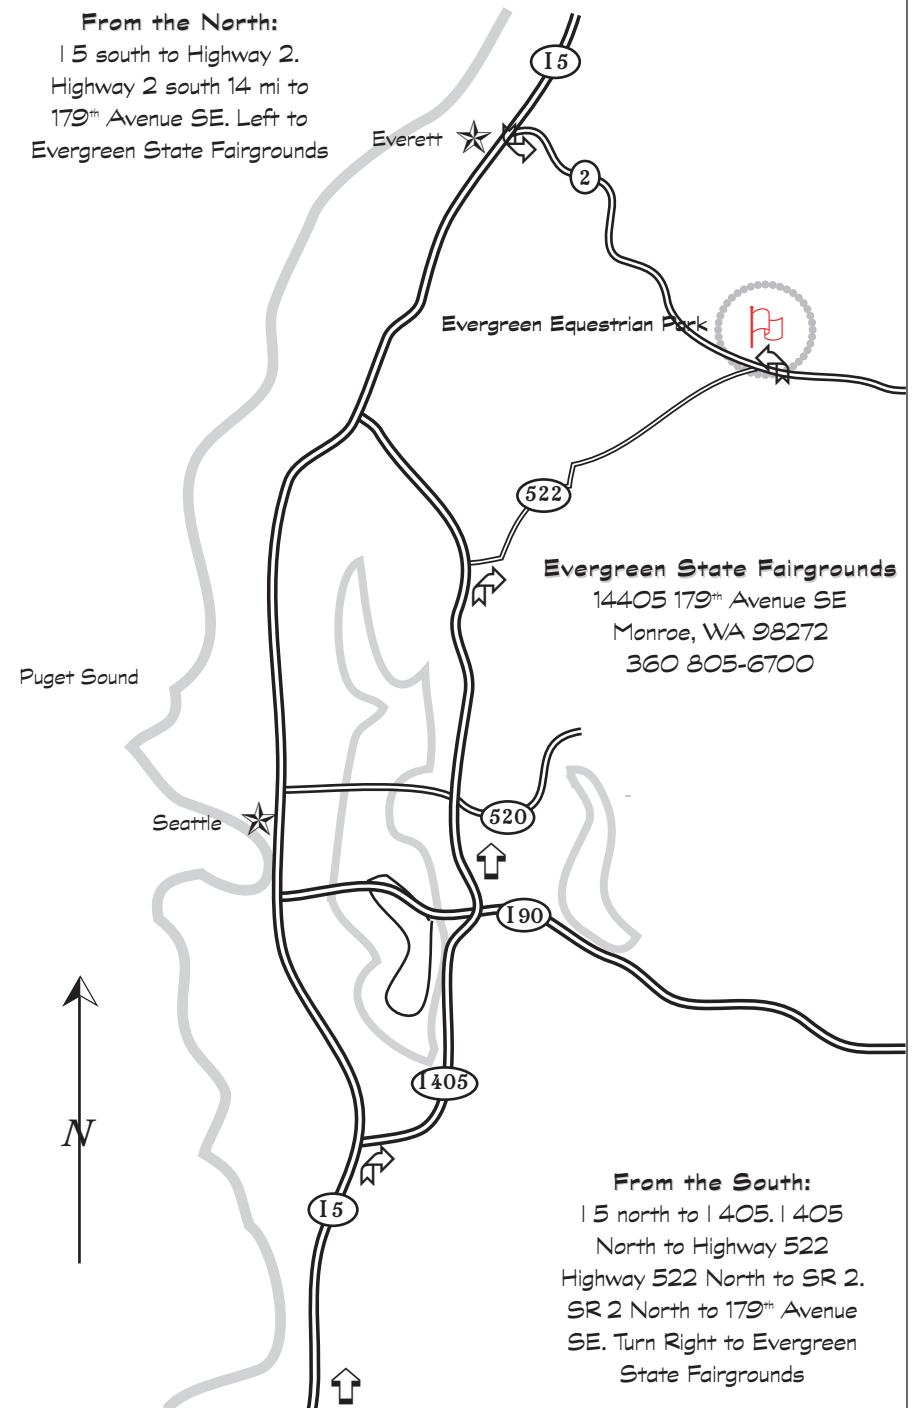 From the North:
I 5 south to Highway 2.
Highway 2 south 14 mi to
179th Avenue SE. Left to
Evergreen State Fairgrounds
I 5
Everett
2
Evergreen Equestrian Park
522
Evergreen State Fairgrounds
14405 179th Avenue SE
Monroe, WA 98272
360 805-6700
Puget Sound
Seattle
520
I 90
I 405
N
I 5
From the South:
I 5 north to I 405. I 405
North to Highway 522
Highway 522 North to SR 2.
SR 2 North to 179th Avenue
SE. Turn Right to Evergreen
State Fairgrounds